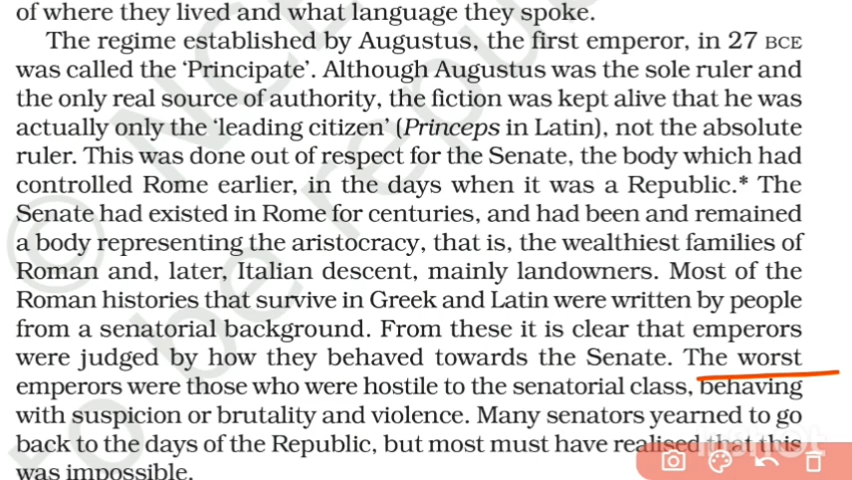 of where they lived and what language they spoke.
The regime established by Augustus, the first emperor, in 27 BCE
was called the ‘Principate’. Although Augustus was the sole ruler and
the only real source of authority, the fiction was kept alive that he was
actually only the ‘leading citizen’ (Princeps in Latin), not the absolute
ruler. This was done out of respect for the Senate, the body which had
controlled Rome earlier, in the days when it was a Republic.* The
Senate had existed in Rome for centuries, and had been and remained
a body representing the aristocracy, that is, the wealthiest families of
Roman and, later, Italian descent, mainly landowners. Most of the
Roman histories that survive in Greek and Latin were written by people
from a senatorial background. From these it is clear that emperors
were judged by how they behaved towards the Senate. The worst
emperors were those who were hostile to the senatorial class, behaving
with suspicion or brutality and violence. Many senators yearned to go
back to the days of the Republic, but most must have realised that this
was impossible.